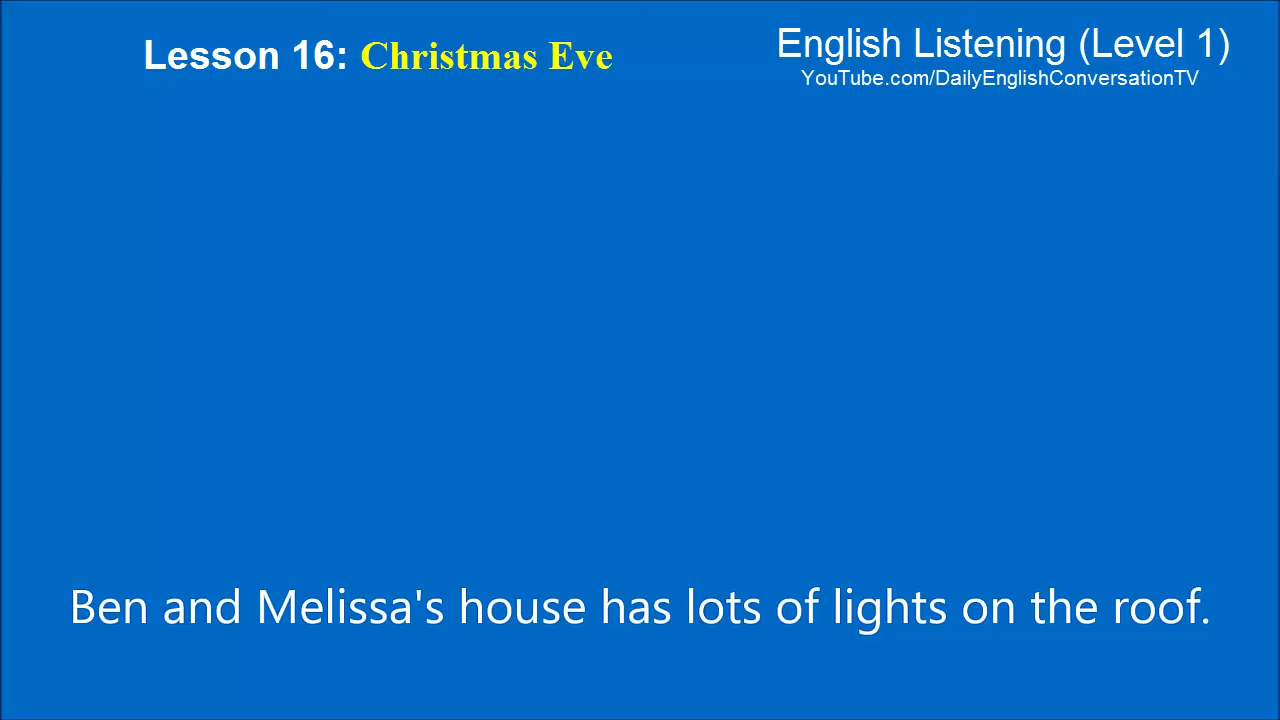 Lesson 16: Christmas Eve
English Listening (Level 1)
YouTube.com/DailyEnglishConversationTV
Ben and Melissa's house has lots of lights on the roof.